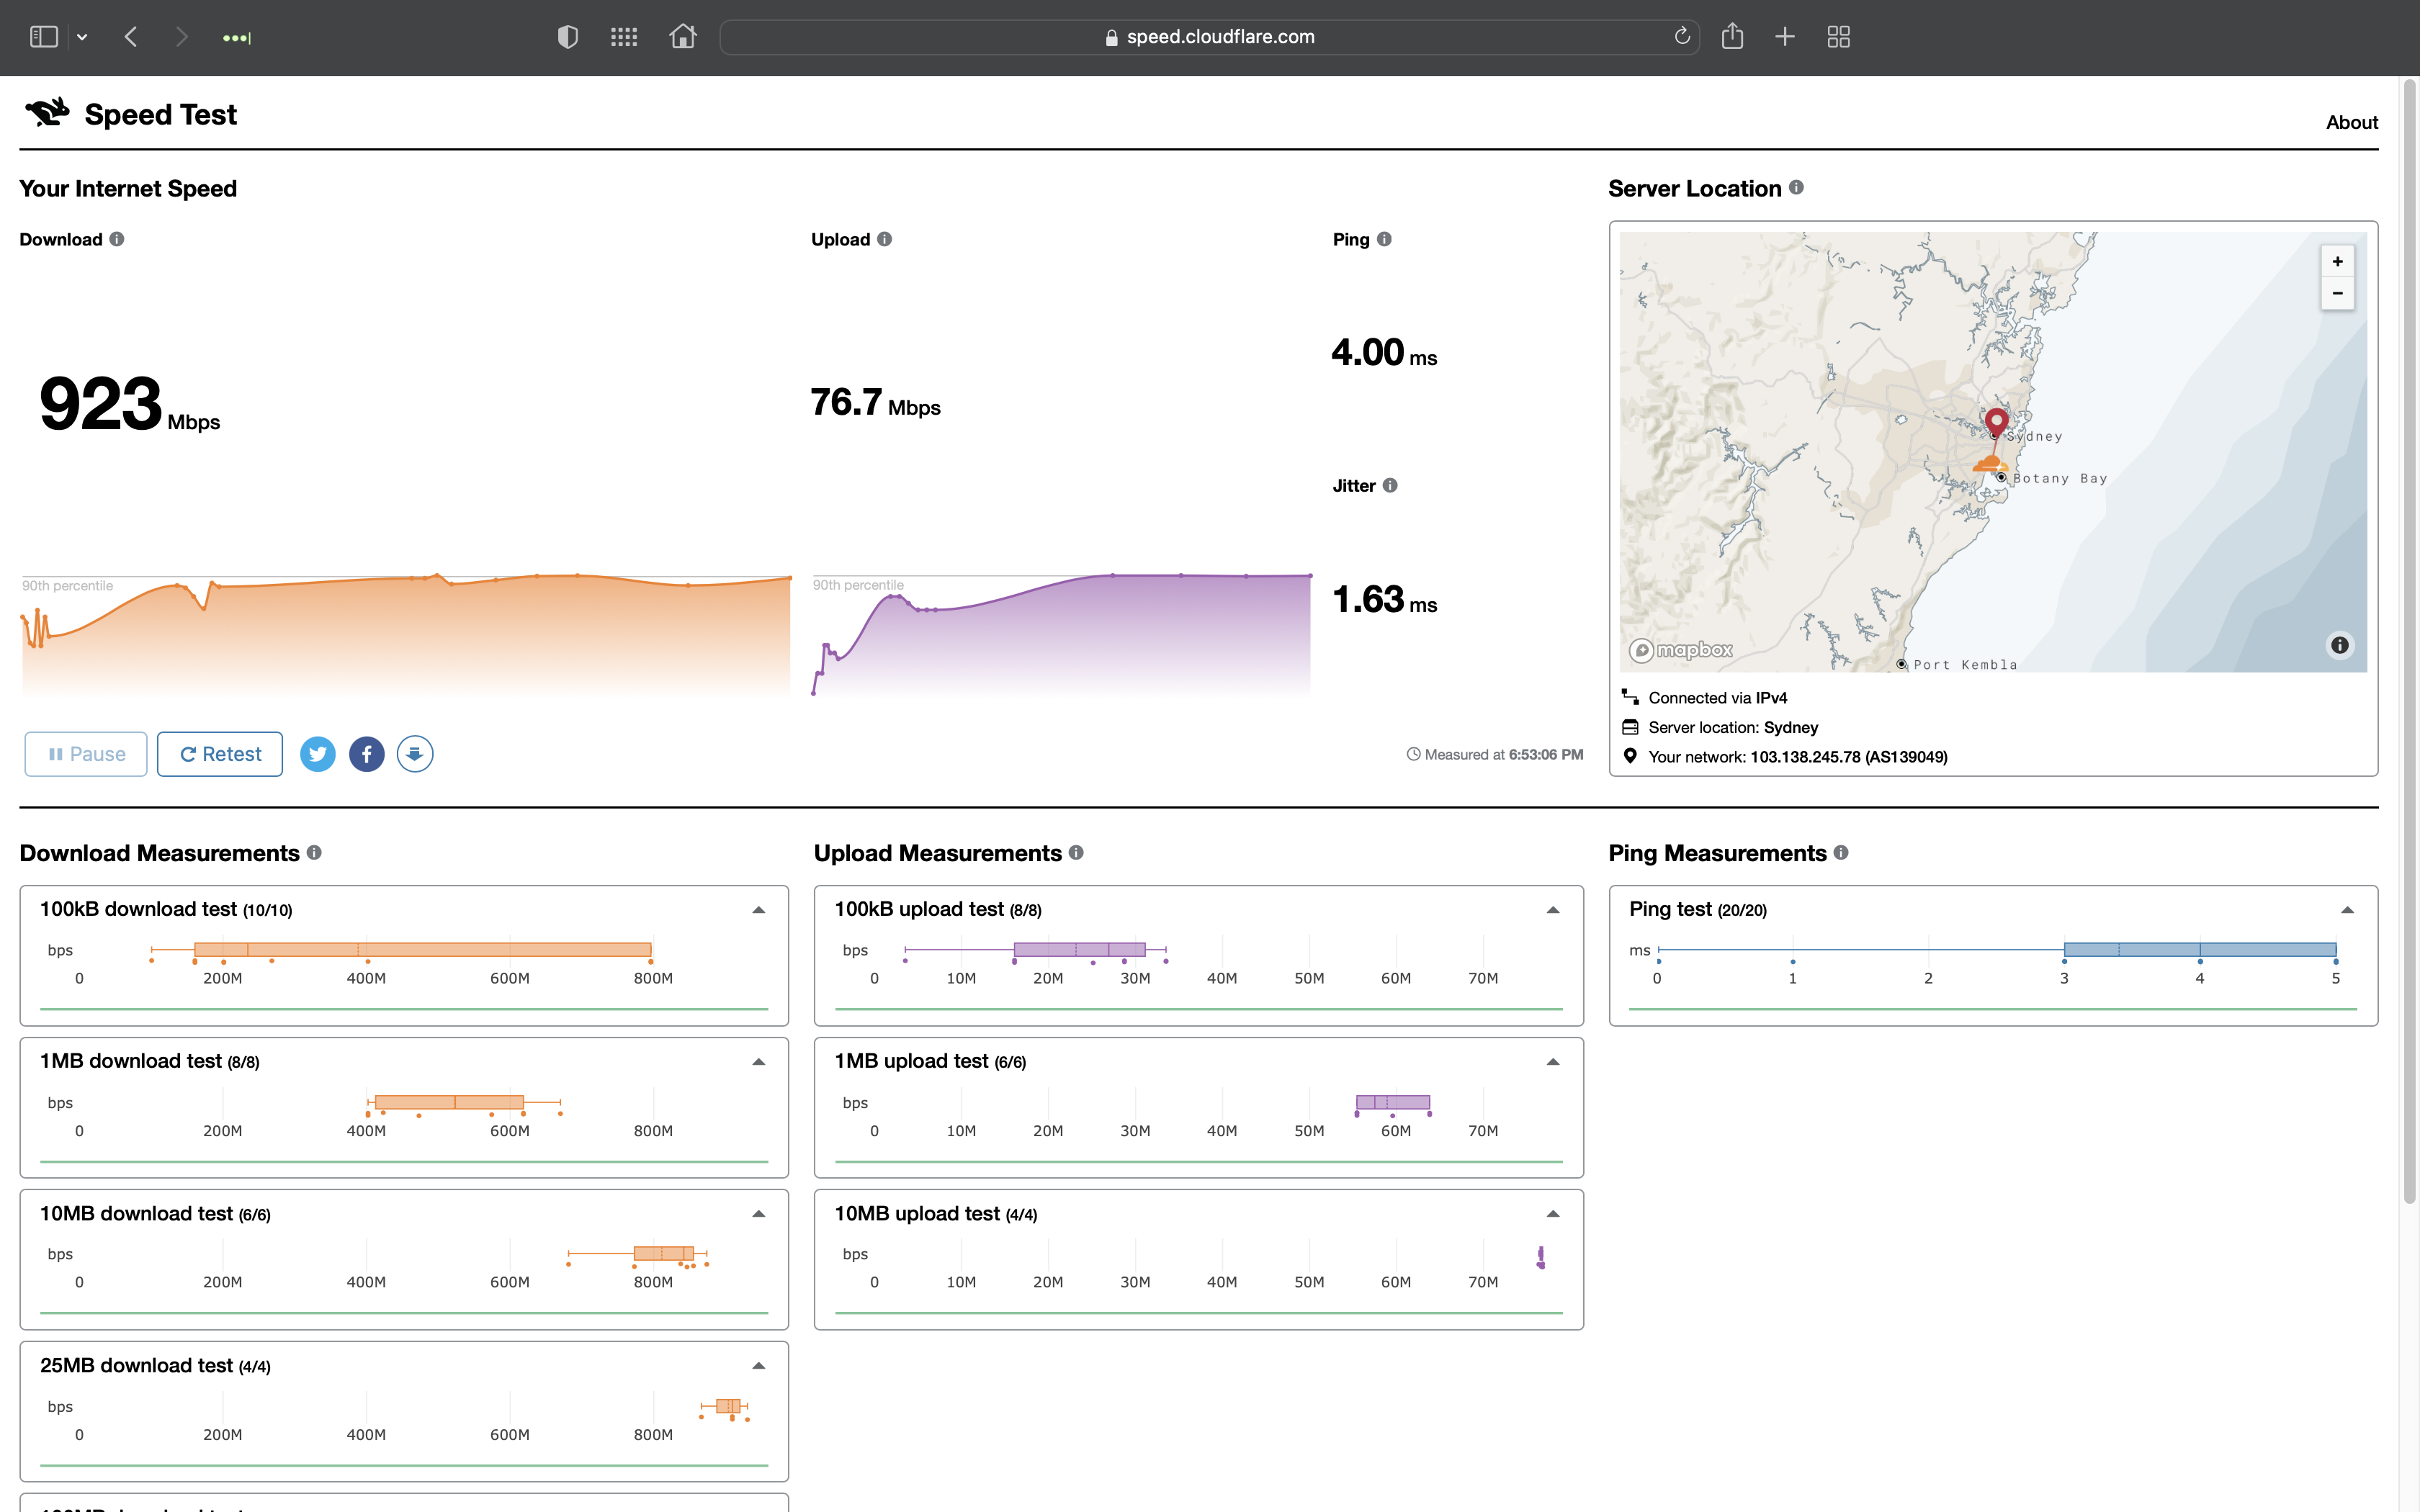 speed.cloudflare.com
Speed Test
About
Your Internet Speed
Download
923 Mbps
90th percentile
Upload
76.7 Mbps
90th percentile
Ping
4.00 ms
Jitter
1.63 ms
Pause
Retest
Measured at 6:53:06 PM
Server Location
+
−
Sydney
Botany Bay
Port Kembla
mapbox
Connected via IPv4
Server location: Sydney
Your network: 103.138.245.78 (AS139049)
Download Measurements
100kB download test (10/10)
bps
0 200M 400M 600M 800M
1MB download test (8/8)
bps
0 200M 400M 600M 800M
10MB download test (6/6)
bps
0 200M 400M 600M 800M
25MB download test (4/4)
bps
0 200M 400M 600M 800M
Upload Measurements
100kB upload test (8/8)
bps
0 10M 20M 30M 40M 50M 60M 70M
1MB upload test (6/6)
bps
0 10M 20M 30M 40M 50M 60M 70M
10MB upload test (4/4)
bps
0 10M 20M 30M 40M 50M 60M 70M
Ping Measurements
Ping test (20/20)
ms
0 1 2 3 4 5